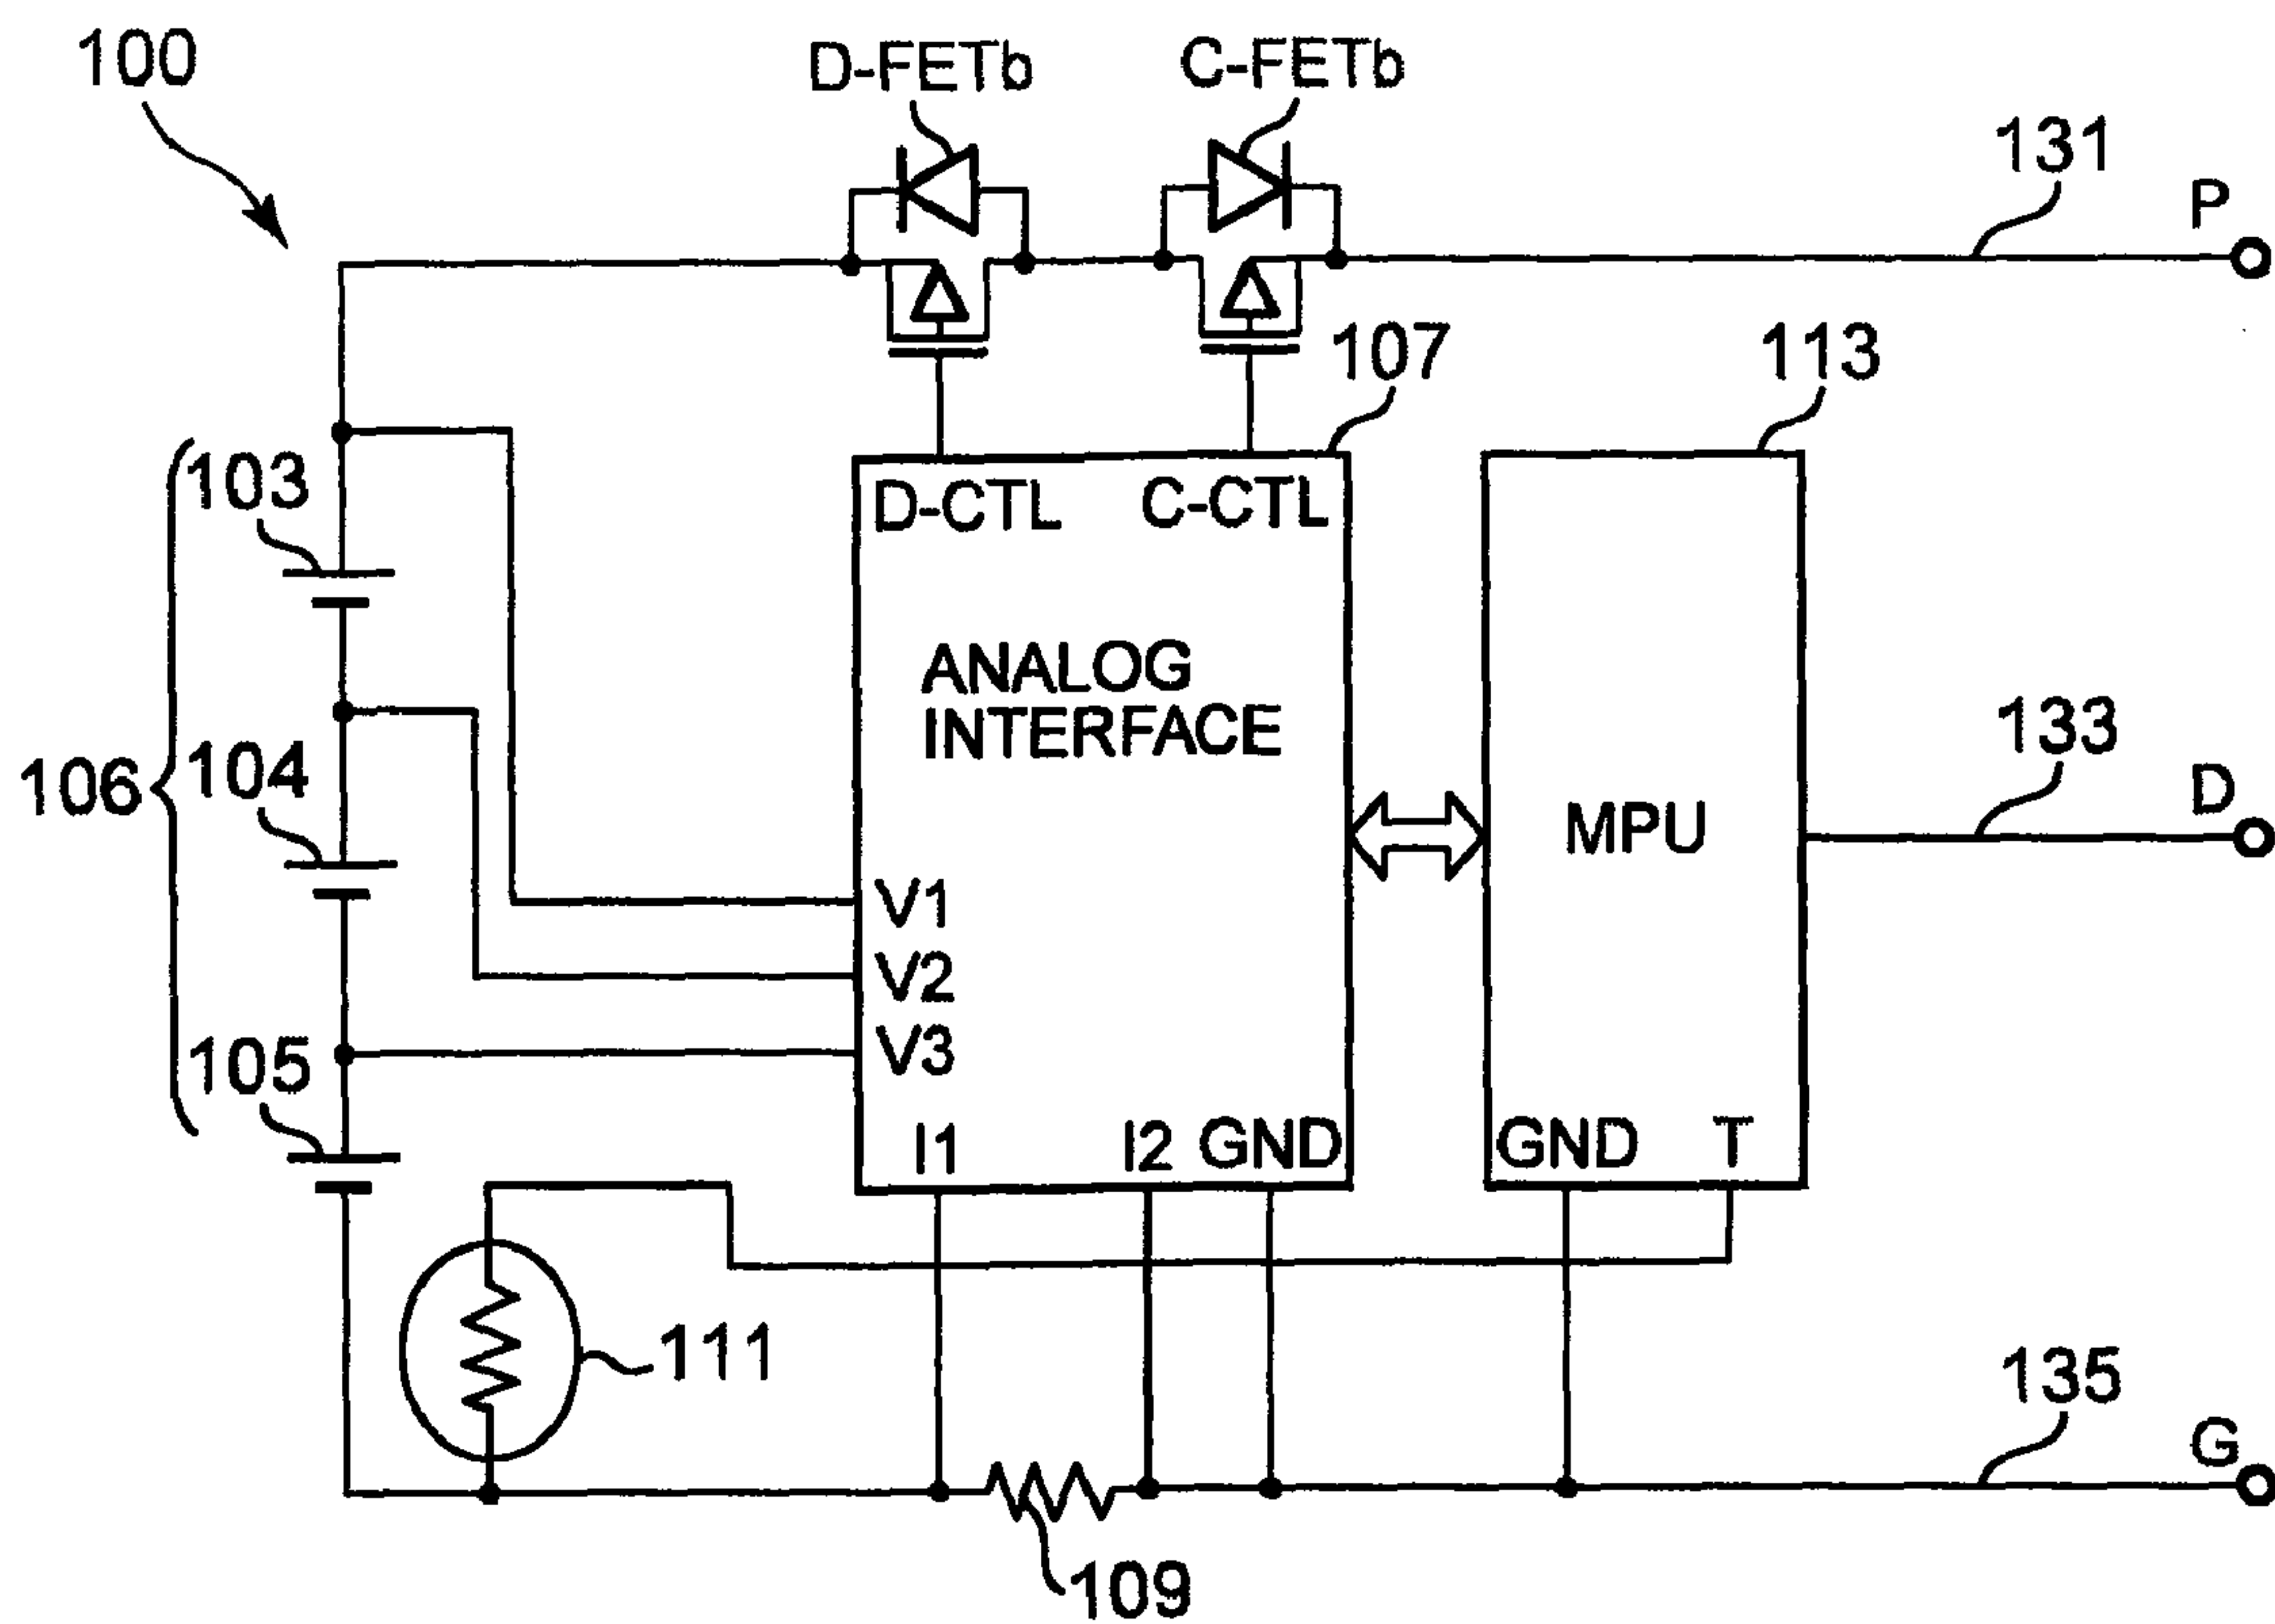 100
D-FETb
C-FETb
131
P
107
113
103
D-CTL
C-CTL
ANALOG
INTERFACE
106
104
MPU
133
D
V1
V2
V3
105
I1
I2
GND
GND
T
111
135
G
109